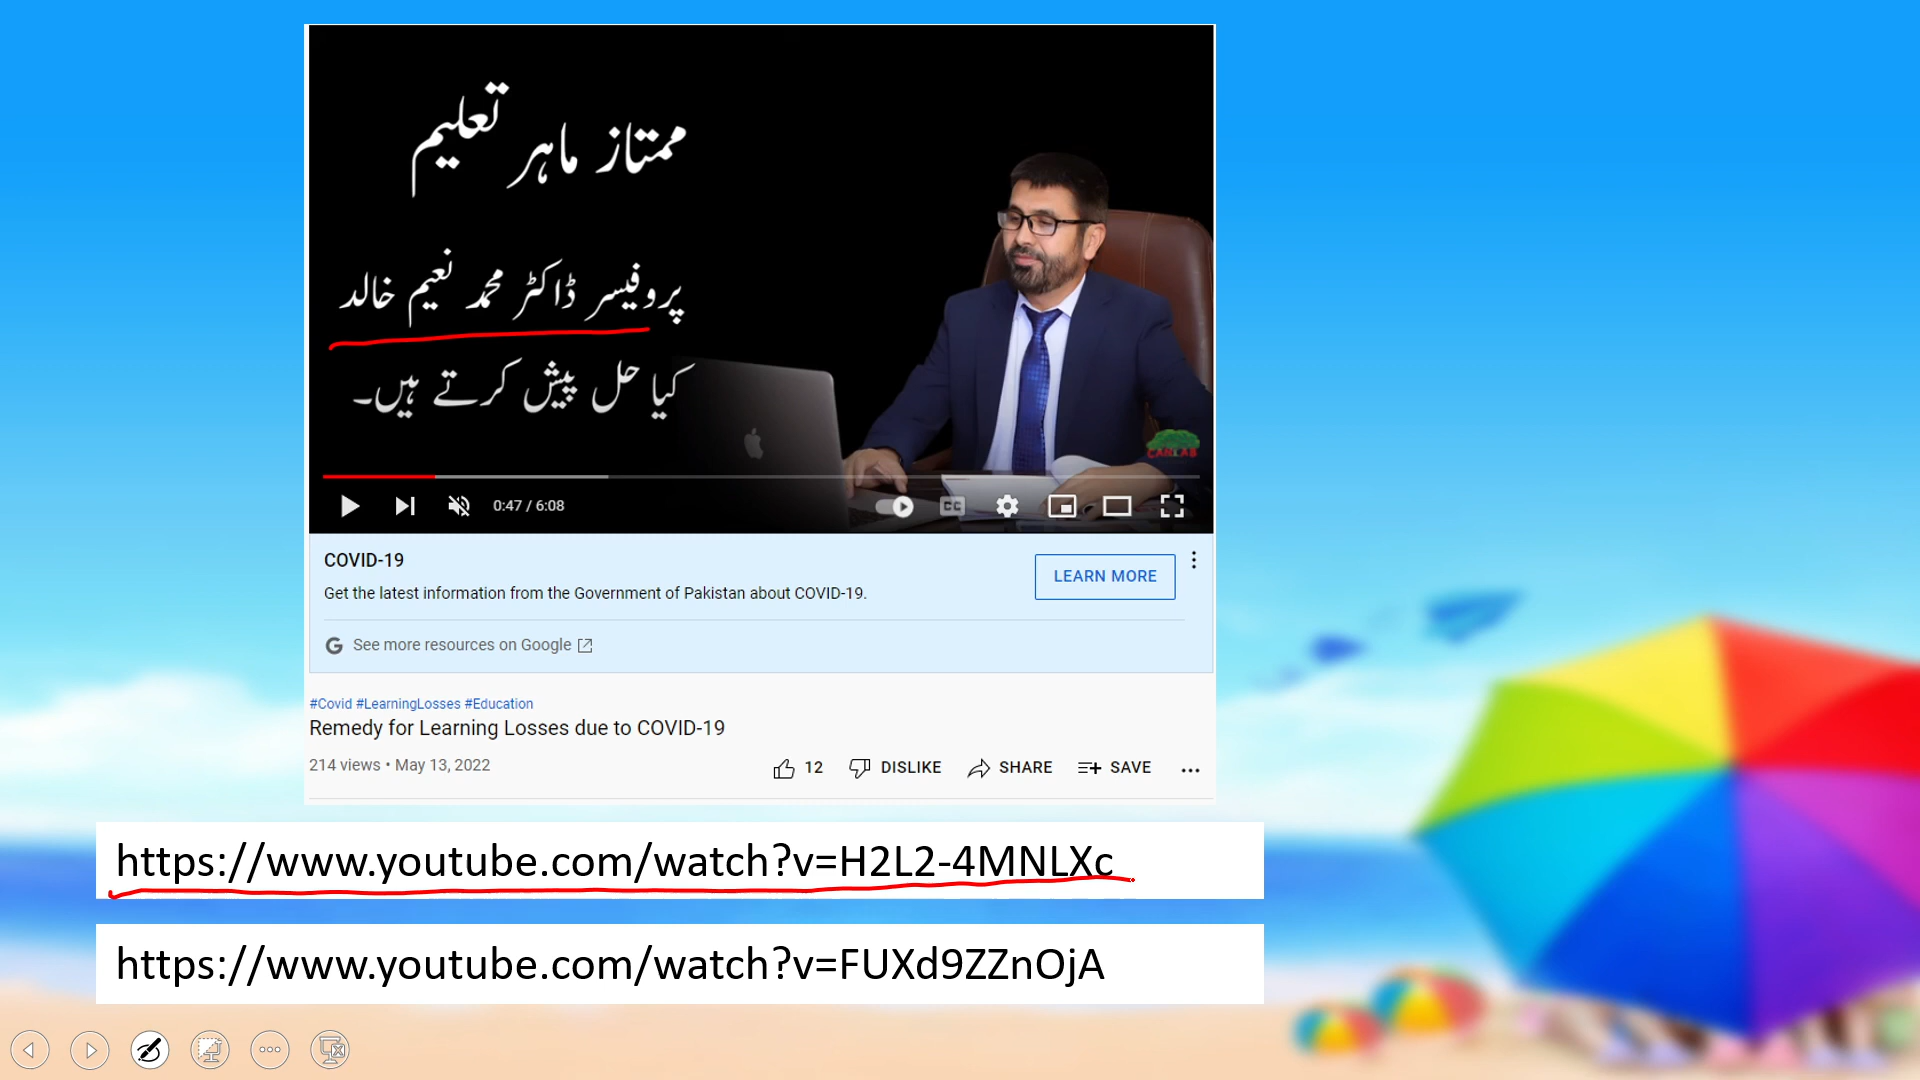 ممتاز ماہر تعلیم
پروفیسر ڈاکٹر محمد نعیم خالد
کیا حل پیش کرتے ہیں۔
CANLAB
0:47 / 6:08
CC
COVID-19
Get the latest information from the Government of Pakistan about COVID-19.
LEARN MORE
See more resources on Google
#Covid #LearningLosses #Education
Remedy for Learning Losses due to COVID-19
214 views • May 13, 2022
12 DISLIKE SHARE SAVE
https://www.youtube.com/watch?v=H2L2-4MNLXc
https://www.youtube.com/watch?v=FUXd9ZZnOjA